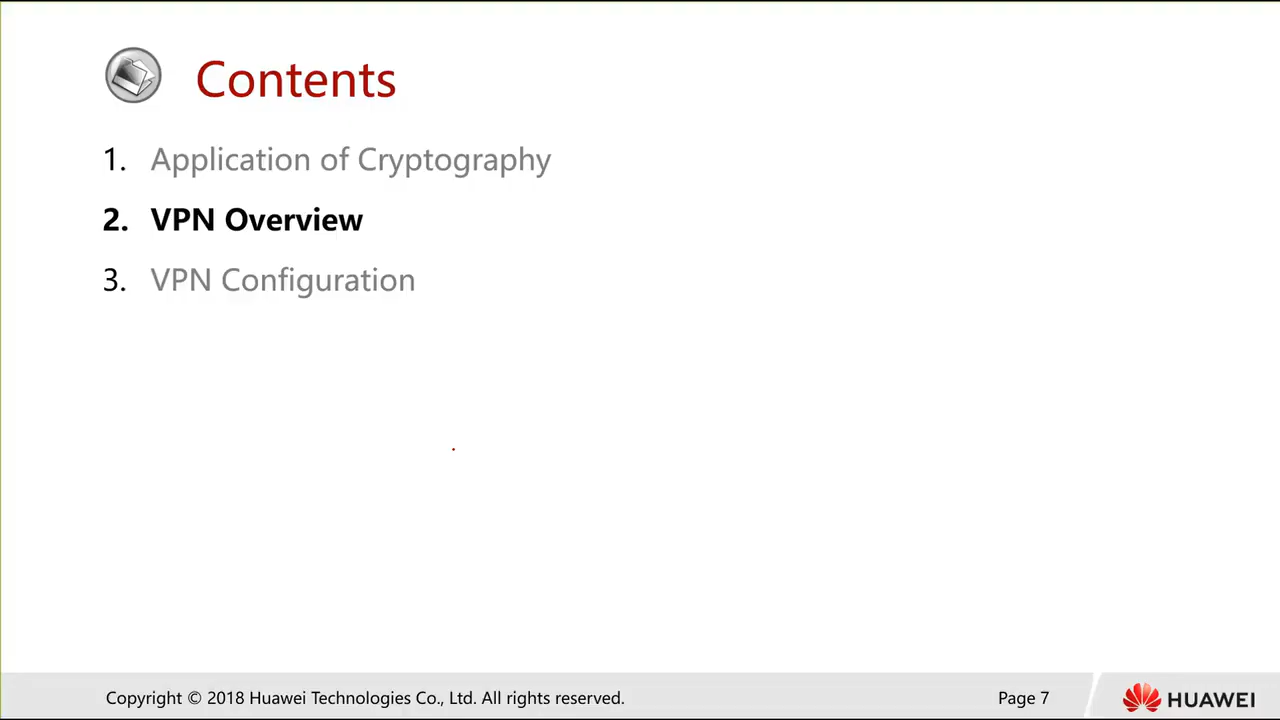 Contents
1. Application of Cryptography
2. VPN Overview
3. VPN Configuration
Copyright © 2018 Huawei Technologies Co., Ltd. All rights reserved.
Page 7
HUAWEI